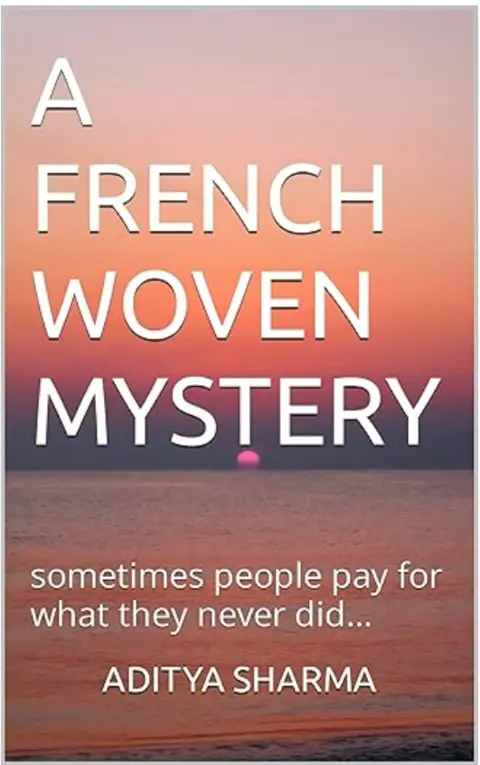 A
FRENCH
WOVEN
MYSTERY
sometimes people pay for
what they never did...
ADITYA SHARMA